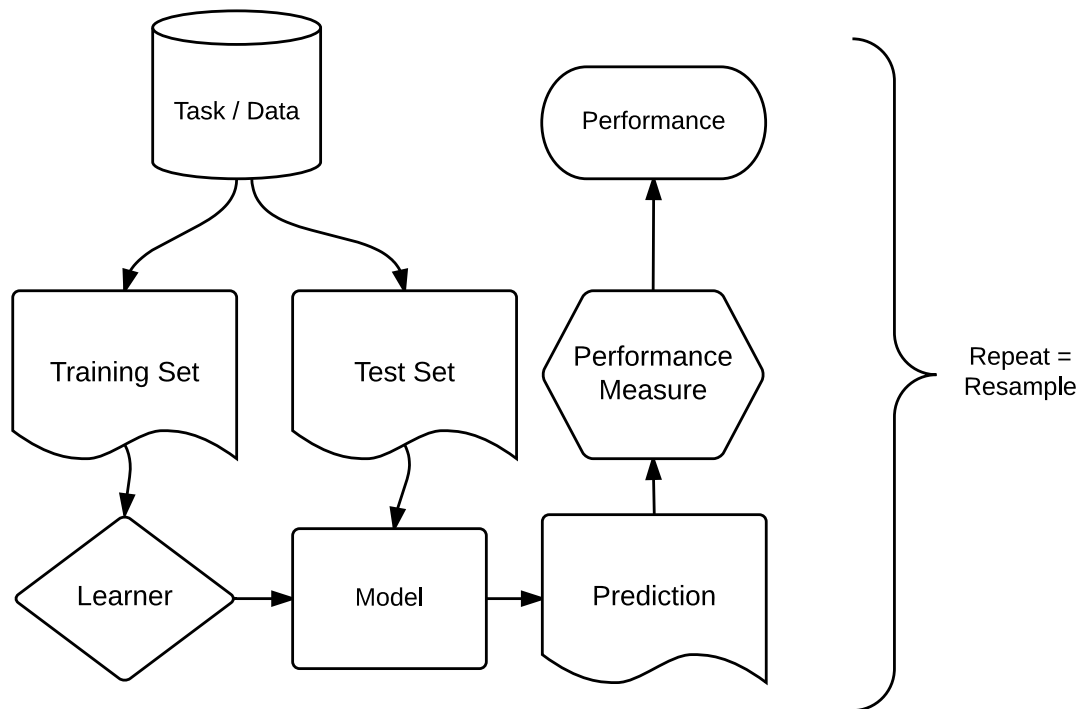 Task / Data
Performance
Training Set
Test Set
Performance
Measure
Repeat =
Resample
Learner
Model
Prediction